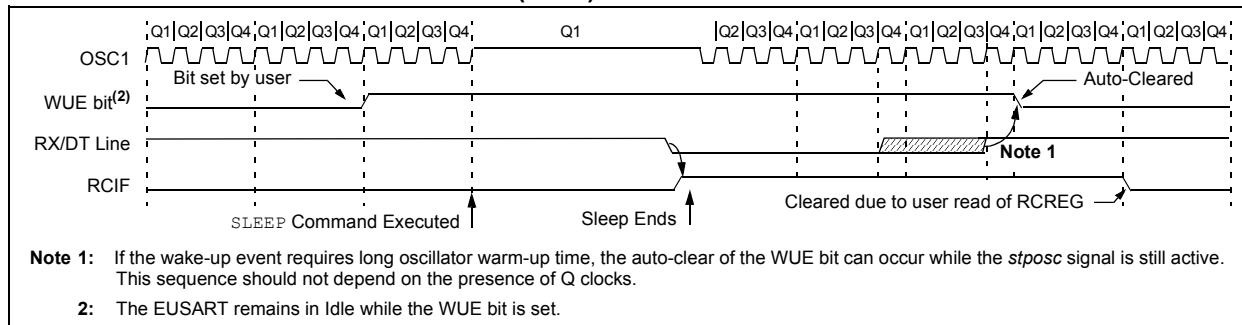 Q1 Q2 Q3 Q4 Q1 Q2 Q3 Q4 Q1 Q2 Q3 Q4 Q1 Q2 Q3 Q4 Q1 Q2 Q3 Q4 Q1 Q2 Q3 Q4 Q1 Q2 Q3 Q4
OSC1
Bit set by user
Auto-Cleared
WUE bit(2)
RX/DT Line
Note 1
RCIF
Cleared due to user read of RCREG
SLEEP Command Executed
Sleep Ends
Note 1: If the wake-up event requires long oscillator warm-up time, the auto-clear of the WUE bit can occur while the stposc signal is still active.
This sequence should not depend on the presence of Q clocks.
2: The EUSART remains in Idle while the WUE bit is set.